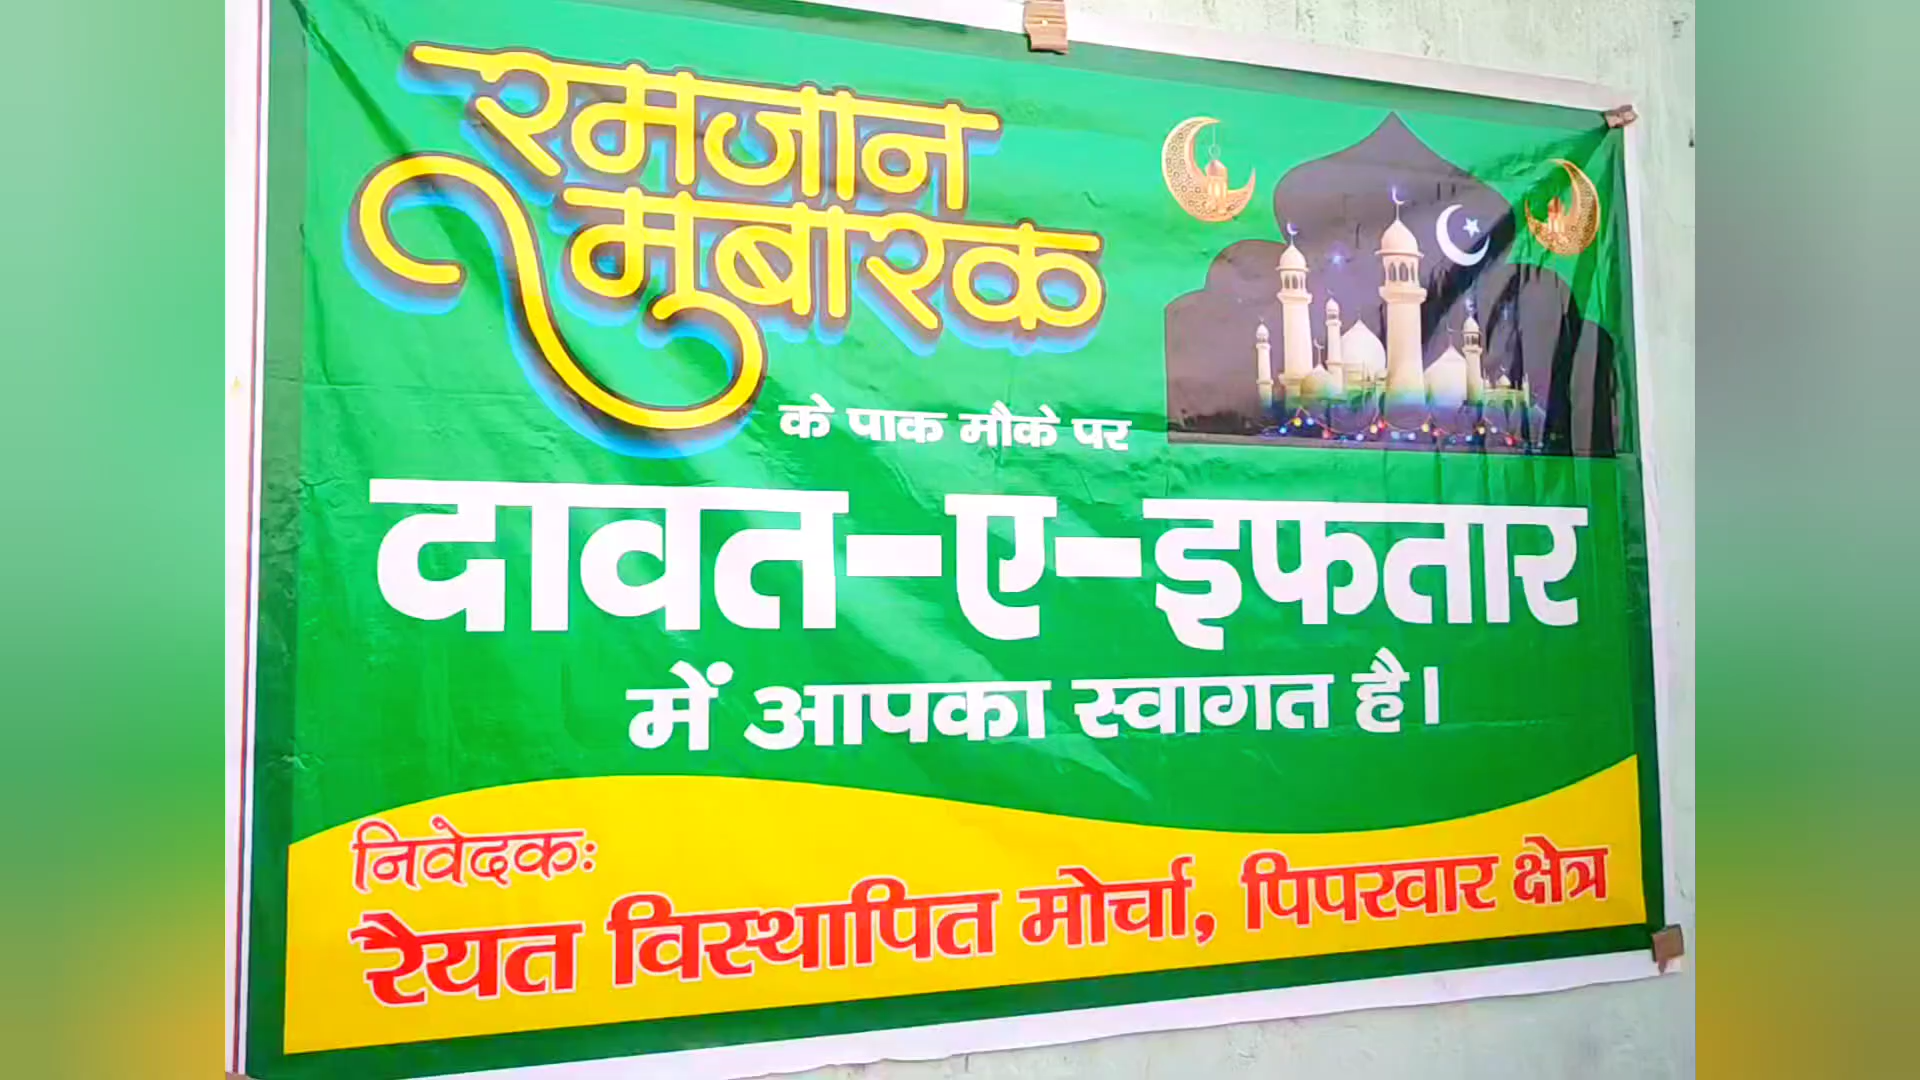 रमजान
मुबारक
के पाक मौके पर
दावत-ए-इफतार
में आपका स्वागत है।
निवेदकः
रैयत विस्थापित मोर्चा, पिपरवार क्षेत्र